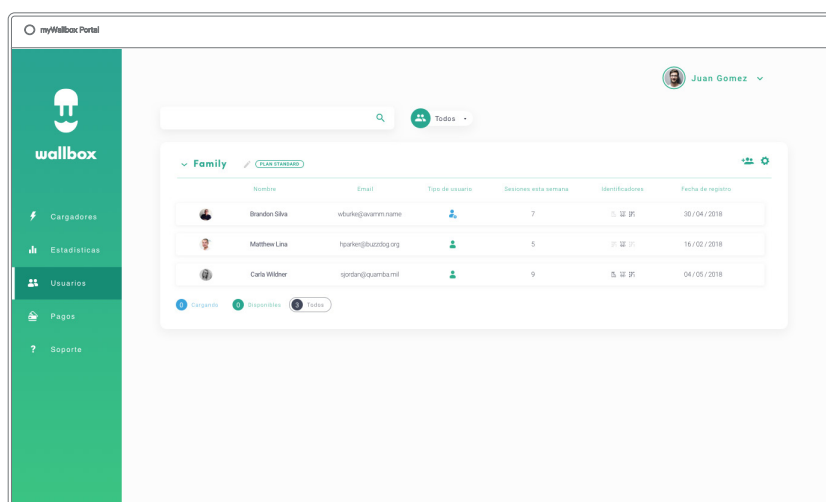 myWallbox Portal
Juan Gomez
Todos
wallbox
Family PLAN STANDARD
Nombre Email Tipo de usuario Sesiones esta semana Identificadores Fecha de registro
Brandon Silva wburke@avamm.name 7 30 / 04 / 2018
Matthew Lina hparker@buzzdog.org 5 16 / 02 / 2018
Carla Wildner sjordan@quamba.mil 9 04 / 05 / 2018
0 Cargando 0 Disponibles 3 Todos
Cargadores
Estadísticas
Usuarios
Pagos
? Soporte